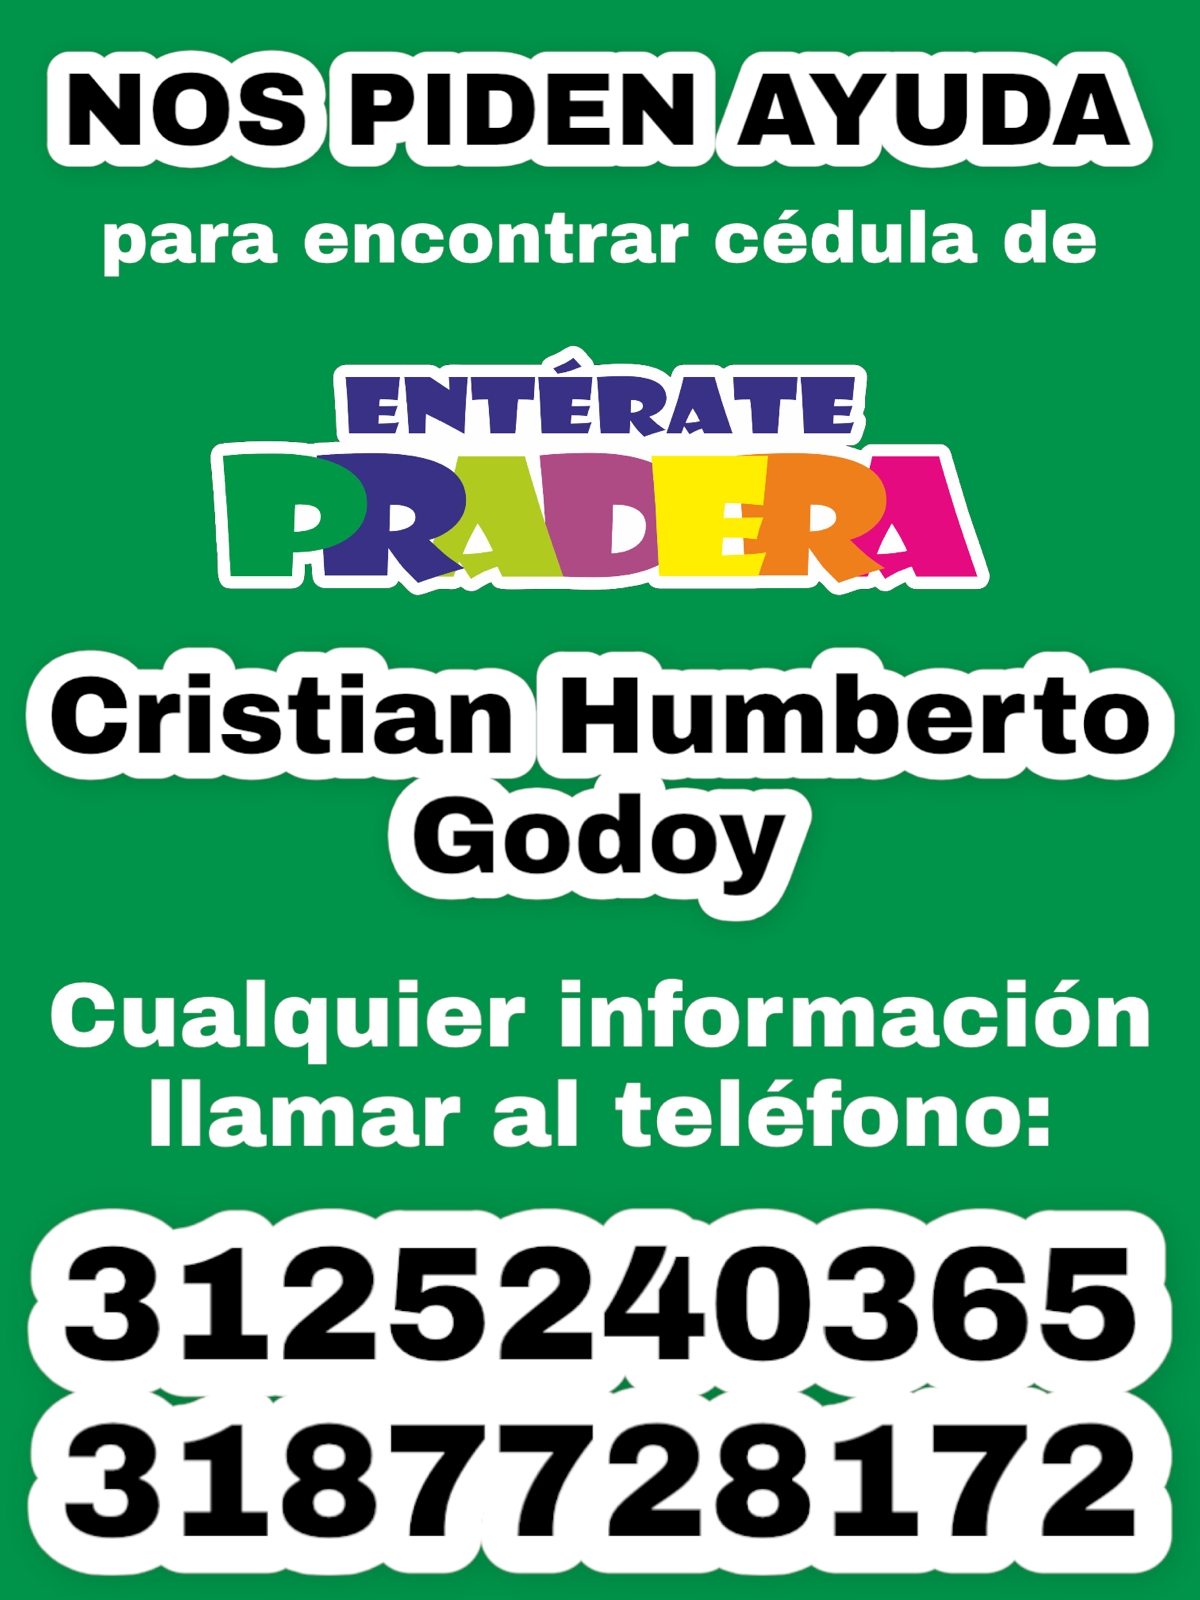 NOS PIDEN AYUDA
para encontrar cédula de
ENTÉRATE
PRADERA
Cristian Humberto
Godoy
Cualquier información
llamar al teléfono:
3125240365
3187728172